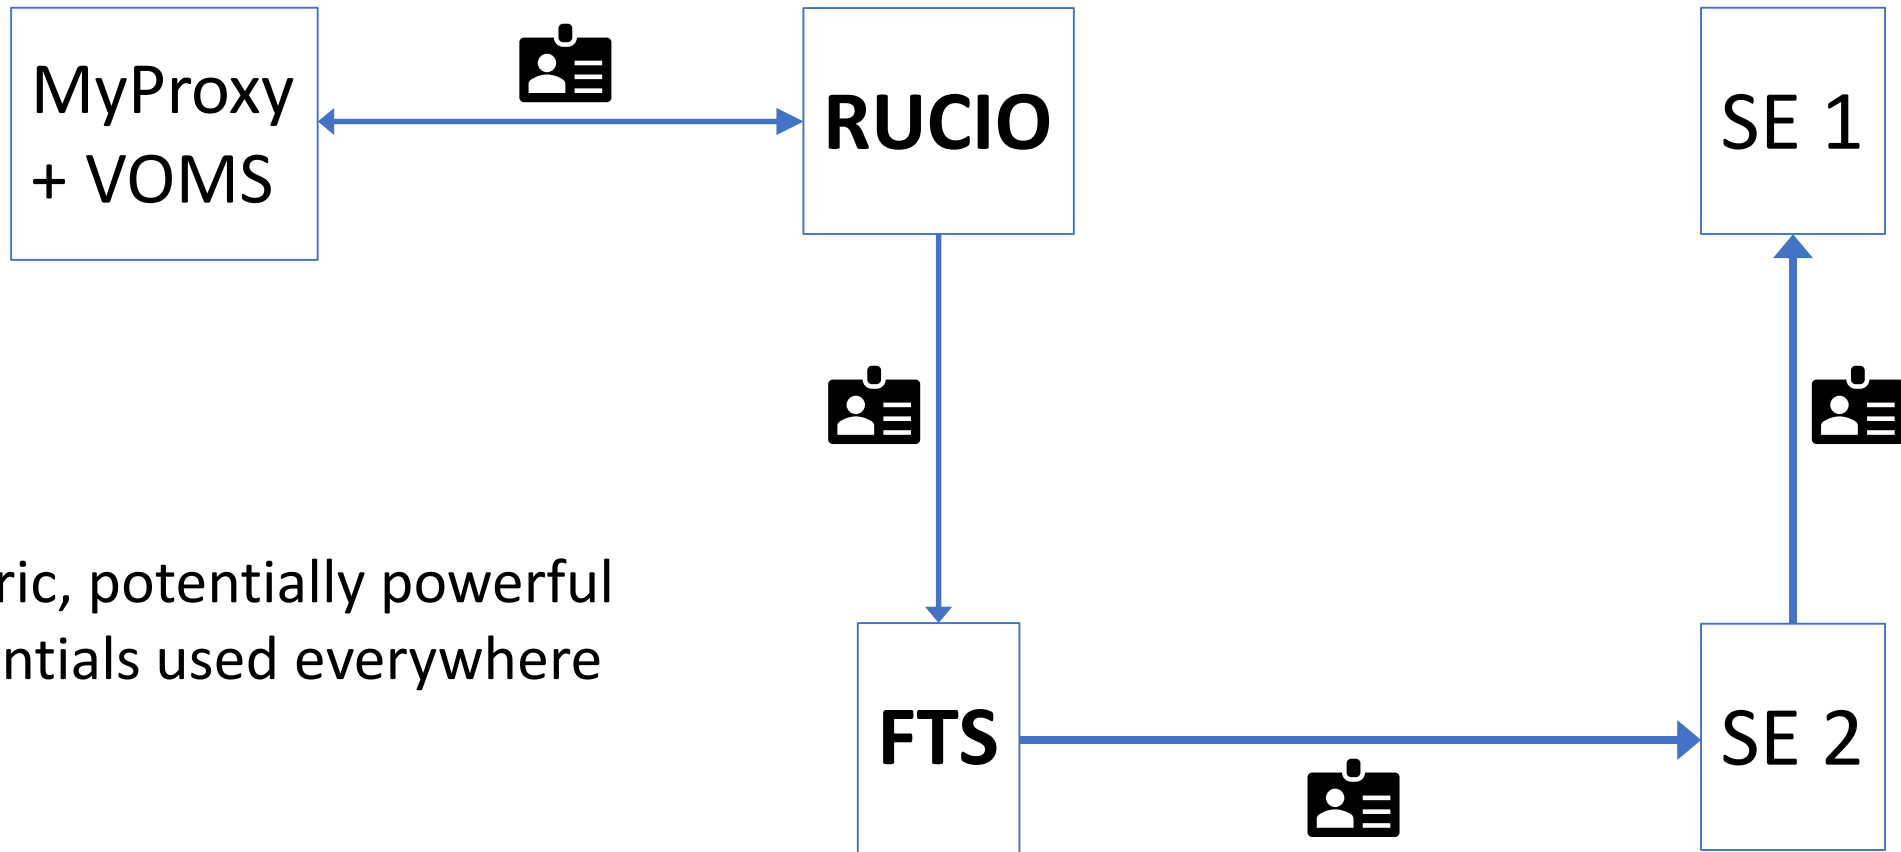 MyProxy
+ VOMS
RUCIO
SE 1
ric, potentially powerful
ntials used everywhere
FTS
SE 2